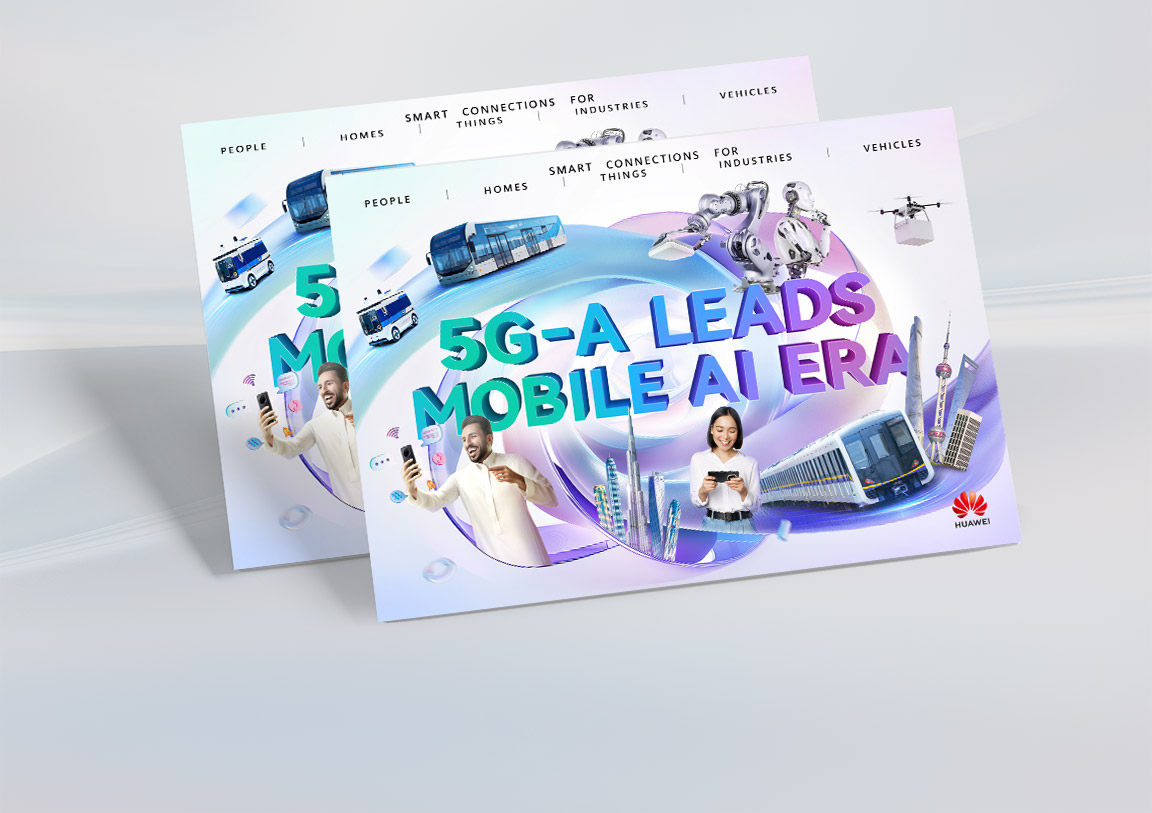 SMART CONNECTIONS FOR
PEOPLE | HOMES | THINGS | INDUSTRIES | VEHICLES
5
M
SMART CONNECTIONS FOR
PEOPLE | HOMES | THINGS | INDUSTRIES | VEHICLES
5G-A LEADS
MOBILE AI ERA
HUAWEI